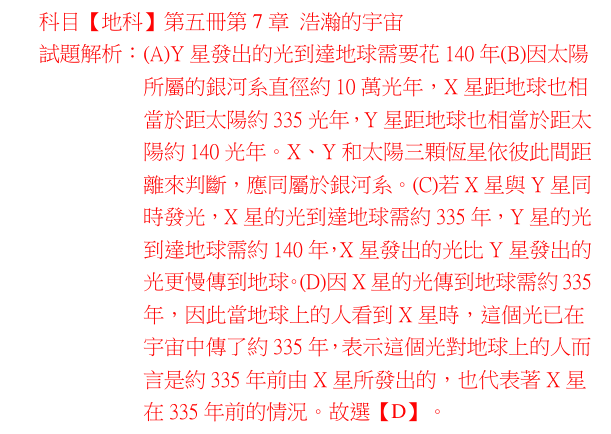 科目【地科】第五冊第 7 章 浩瀚的宇宙
試題解析：(A)Y 星發出的光到達地球需要花 140 年(B)因太陽
所屬的銀河系直徑約 10 萬光年，X 星距地球也相
當於距太陽約 335 光年，Y 星距地球也相當於距太
陽約 140 光年。X、Y 和太陽三顆恆星依彼此間距
離來判斷，應同屬於銀河系。(C)若 X 星與 Y 星同
時發光，X 星的光到達地球需約 335 年，Y 星的光
到達地球需約 140 年，X 星發出的光比 Y 星發出的
光更慢傳到地球。(D)因 X 星的光傳到地球需約 335
年，因此當地球上的人看到 X 星時，這個光已在
宇宙中傳了約 335 年，表示這個光對地球上的人而
言是約 335 年前由 X 星所發出的，也代表著 X 星
在 335 年前的情況。故選【D】。